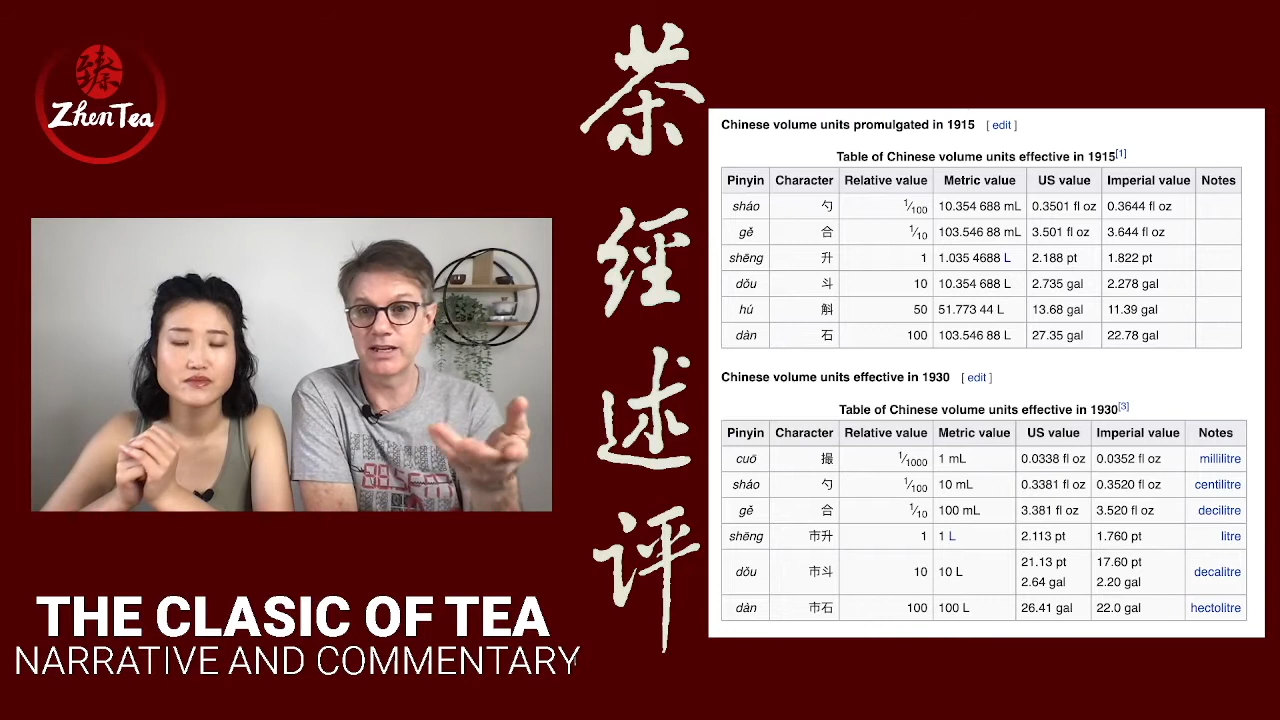 臻
Zhen Tea
THE CLASIC OF TEA
NARRATIVE AND COMMENTARY
茶
經
述
评
Chinese volume units promulgated in 1915 [ edit ]
Table of Chinese volume units effective in 1915[1]
Pinyin Character Relative value Metric value US value Imperial value Notes
sháo 勺 1/100 10.354 688 mL 0.3501 fl oz 0.3644 fl oz
gě 合 1/10 103.546 88 mL 3.501 fl oz 3.644 fl oz
shēng 升 1 1.035 4688 L 2.188 pt 1.822 pt
dǒu 斗 10 10.354 688 L 2.735 gal 2.278 gal
hú 斛 50 51.773 44 L 13.68 gal 11.39 gal
dàn 石 100 103.546 88 L 27.35 gal 22.78 gal
Chinese volume units effective in 1930 [ edit ]
Table of Chinese volume units effective in 1930[3]
Pinyin Character Relative value Metric value US value Imperial value Notes
cuō 撮 1/1000 1 mL 0.0338 fl oz 0.0352 fl oz millilitre
sháo 勺 1/100 10 mL 0.3381 fl oz 0.3520 fl oz centilitre
gě 合 1/10 100 mL 3.381 fl oz 3.520 fl oz decilitre
shēng 市升 1 1 L 2.113 pt 1.760 pt litre
dǒu 市斗 10 10 L 21.13 pt 17.60 pt decalitre
2.64 gal 2.20 gal
dàn 市石 100 100 L 26.41 gal 22.0 gal hectolitre